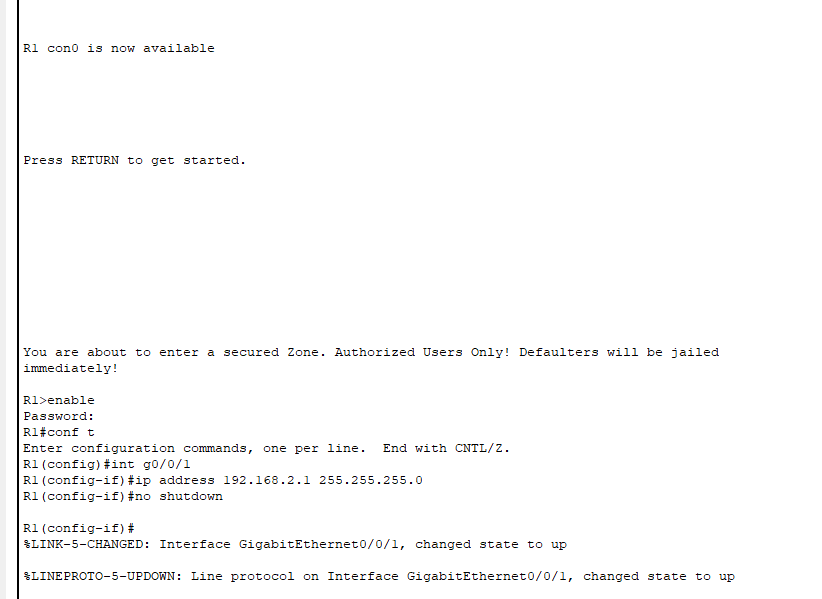 R1 con0 is now available
Press RETURN to get started.
You are about to enter a secured Zone. Authorized Users Only! Defaulters will be jailed
immediately!
R1>enable
Password:
R1#conf t
Enter configuration commands, one per line.  End with CNTL/Z.
R1(config)#int g0/0/1
R1(config-if)#ip address 192.168.2.1 255.255.255.0
R1(config-if)#no shutdown
R1(config-if)#
%LINK-5-CHANGED: Interface GigabitEthernet0/0/1, changed state to up
%LINEPROTO-5-UPDOWN: Line protocol on Interface GigabitEthernet0/0/1, changed state to up